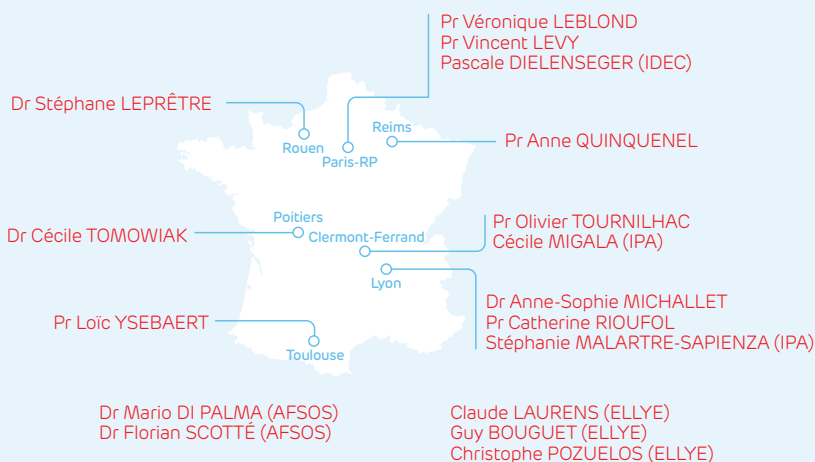 Pr Véronique LEBLOND
Pr Vincent LEVY
Pascale DIELENSEGER (IDEC)
Dr Stéphane LEPRÊTRE
Rouen
Paris-RP
Reims
Pr Anne QUINQUENEL
Dr Cécile TOMOWIAK
Poitiers
Clermont-Ferrand
Pr Olivier TOURNILHAC
Cécile MIGALA (IPA)
Lyon
Dr Anne-Sophie MICHALLET
Pr Catherine RIOUFOL
Stéphanie MALARTRE-SAPIENZA (IPA)
Pr Loïc YSEBAERT
Toulouse
Dr Mario DI PALMA (AFSOS)
Dr Florian SCOTTÉ (AFSOS)
Claude LAURENS (ELLYE)
Guy BOUGUET (ELLYE)
Christophe POZUELOS (ELLYE)